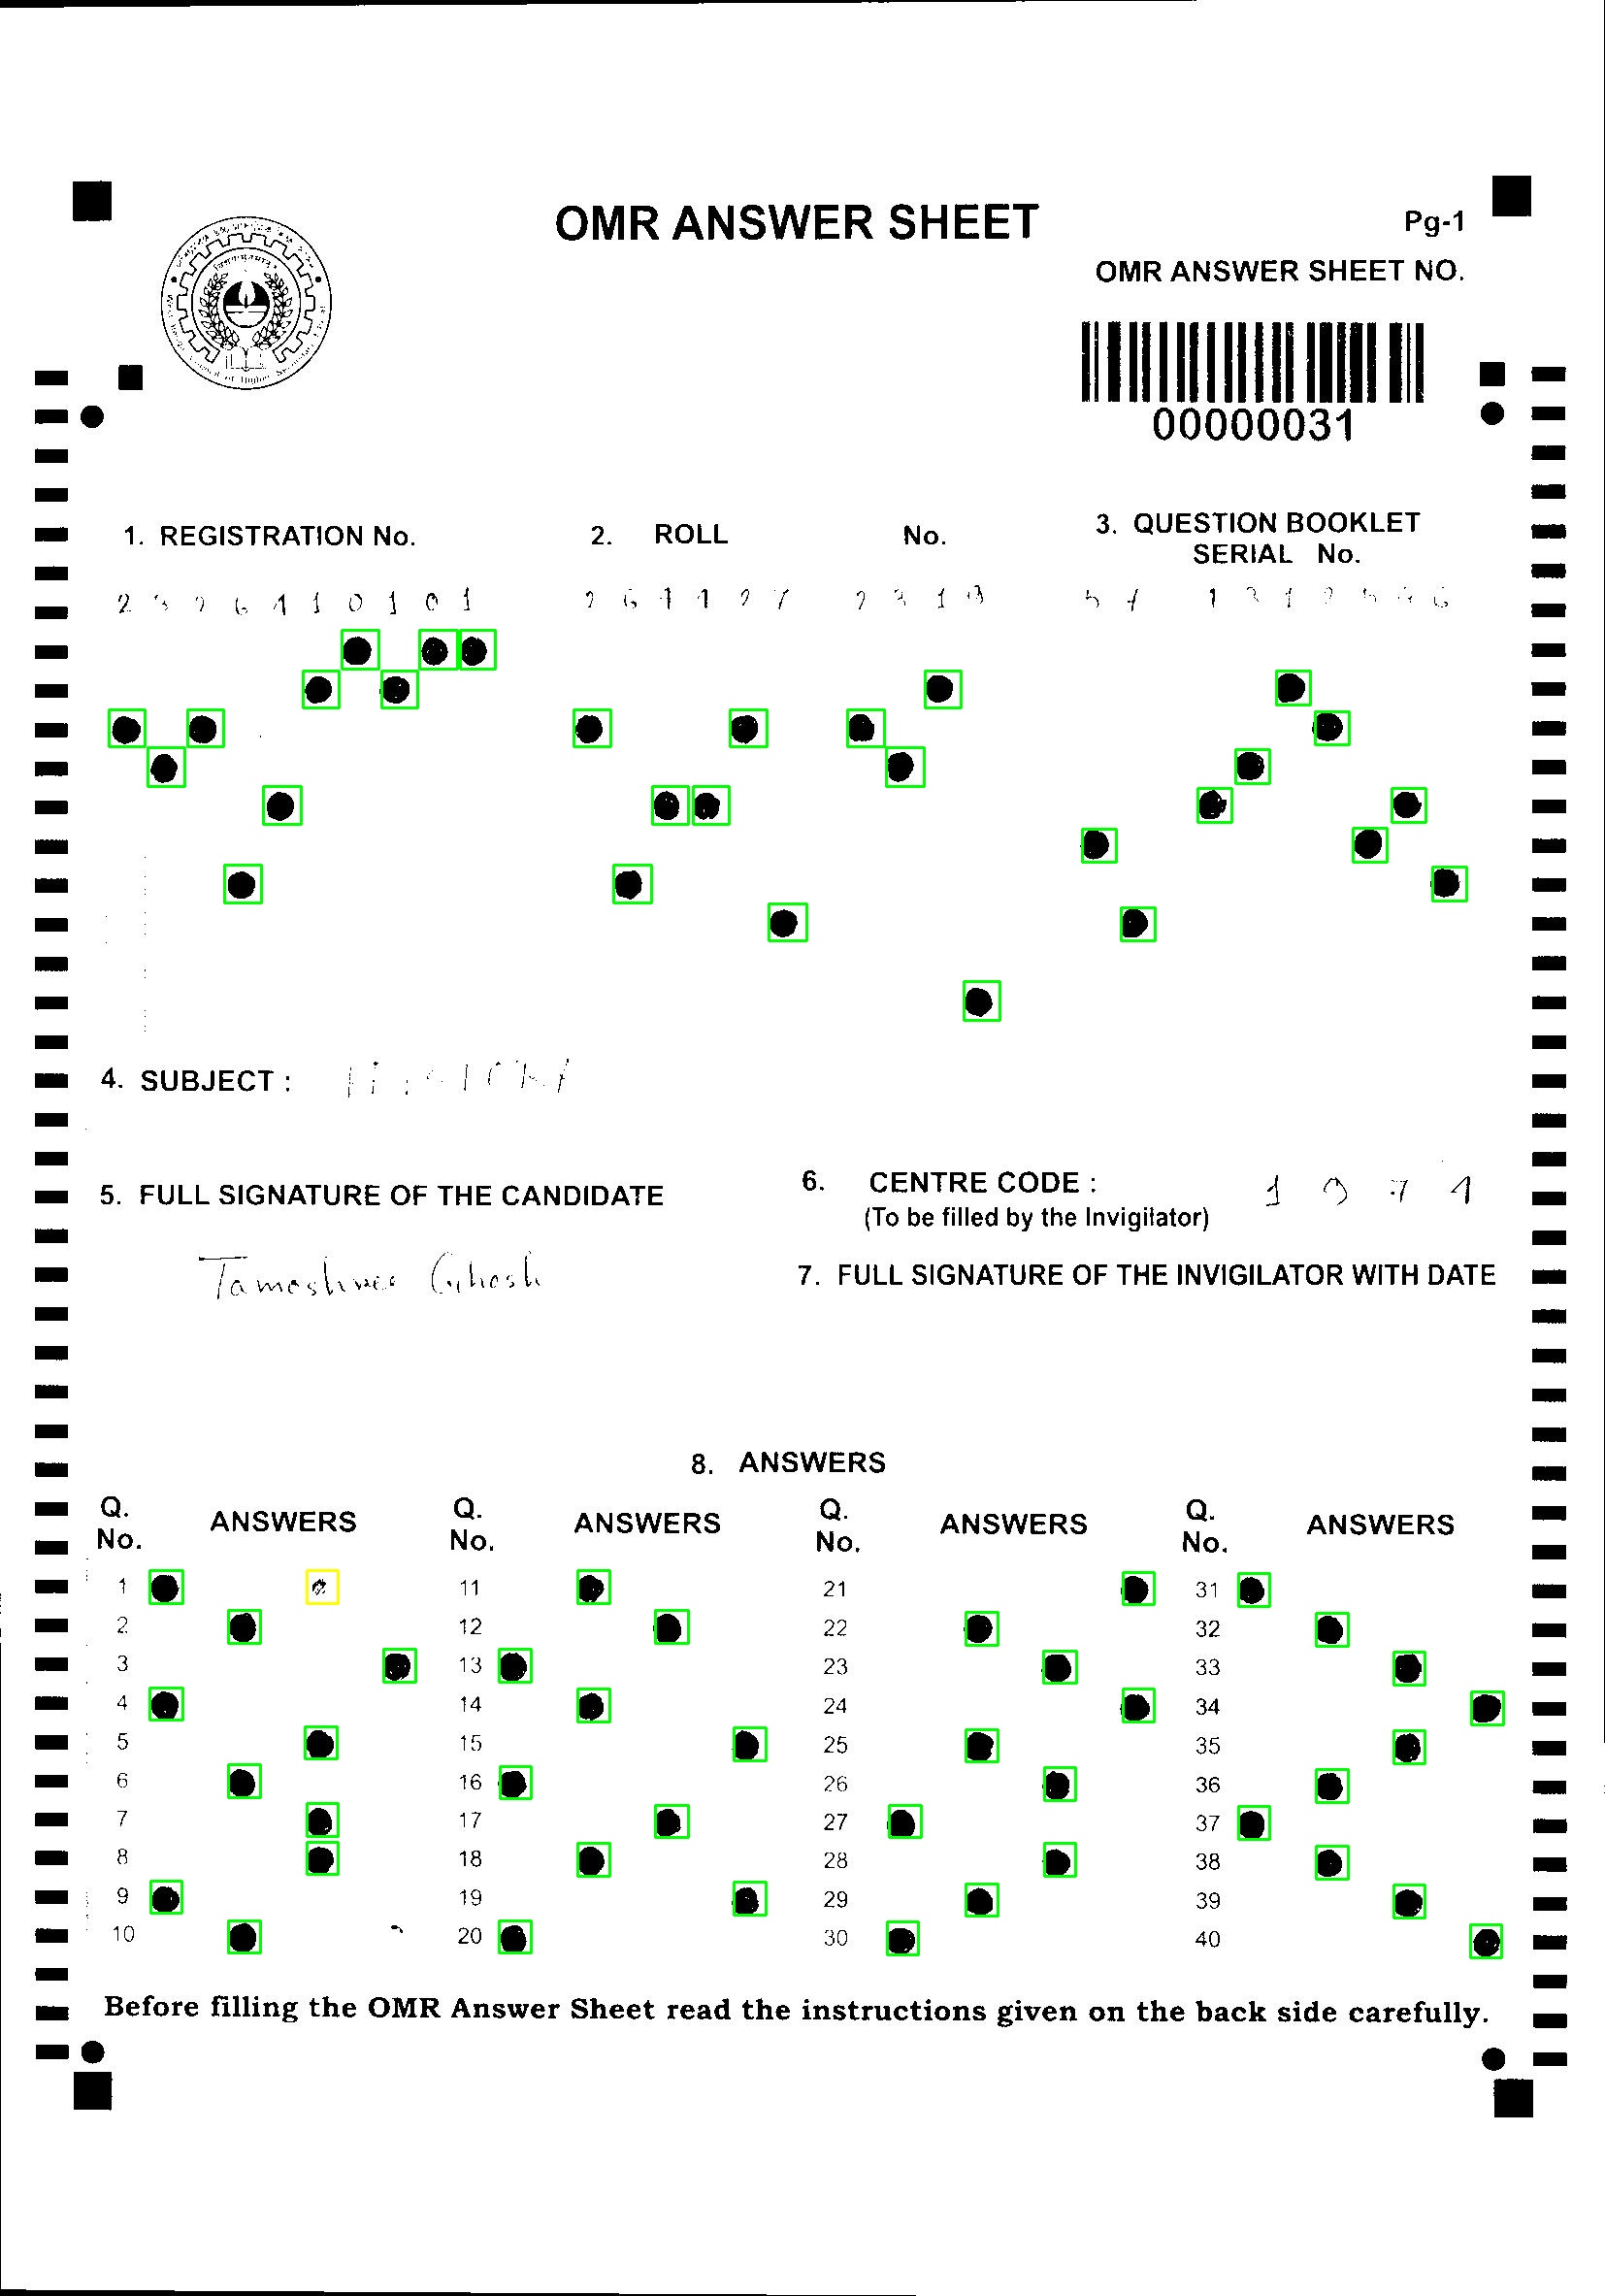 OMR ANSWER SHEET
Pg-1
OMR ANSWER SHEET NO.
00000031
1. REGISTRATION No.
2. ROLL No.
3. QUESTION BOOKLET
SERIAL No.
2 3 2 6 1 1 0 1 0 1
2 6 1 1 2 7 2 3 1 9
5 7 1 3 1 2 5 4 6
4. SUBJECT :
5. FULL SIGNATURE OF THE CANDIDATE
6. CENTRE CODE : 1 9 7 1
(To be filled by the Invigilator)
Ghosh
7. FULL SIGNATURE OF THE INVIGILATOR WITH DATE
8. ANSWERS
Q. No. ANSWERS Q. No. ANSWERS Q. No. ANSWERS Q. No. ANSWERS
1 11 21 31
2 12 22 32
3 13 23 33
4 14 24 34
5 15 25 35
6 16 26 36
7 17 27 37
8 18 28 38
9 19 29 39
10 20 30 40
Before filling the OMR Answer Sheet read the instructions given on the back side carefully.